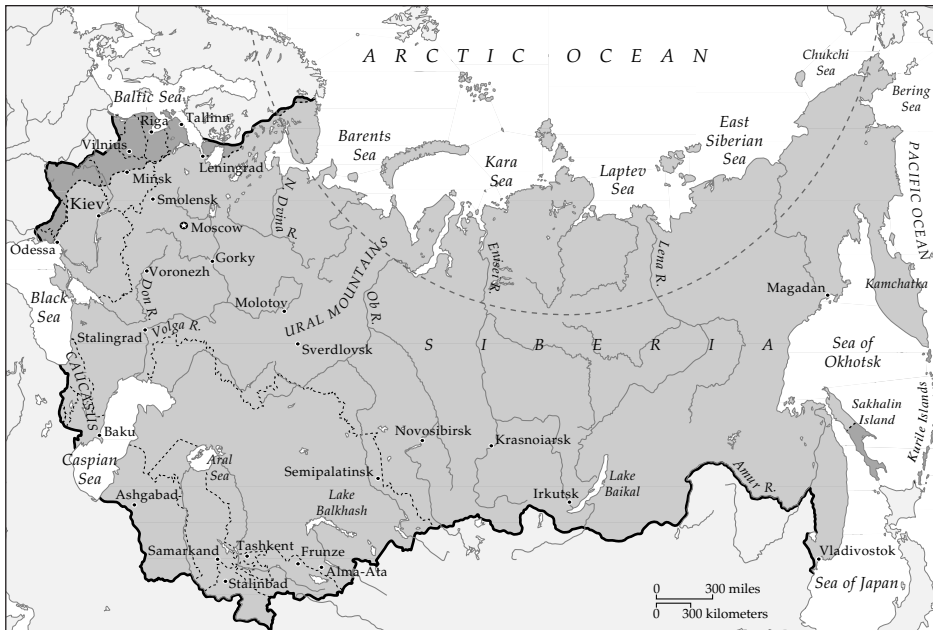 ARCTIC OCEAN
Chukchi
Sea
Bering
Sea
Baltic Sea
Riga
Tallinn
Barents
Sea
East
Siberian
Sea
Vilnius
Kara
Sea
Laptev
Sea
PACIFIC OCEAN
Leningrad
Minsk
Smolensk
Kiev
N Dvina R.
Moscow
Odessa
Enisei R.
Lena R.
Gorky
Voronezh
URAL MOUNTAINS
Magadan
Kamchatka
Black
Sea
Don R.
Molotov
Ob R.
Volga R.
Stalingrad
Sverdlovsk
SIBERIA
Sea of
Okhotsk
CAUCASUS
Sakhalin
Island
Kurile Islands
Baku
Novosibirsk
Krasnoiarsk
Caspian
Sea
Aral
Sea
Semipalatinsk
Lake
Baikal
Amur R.
Ashgabad
Lake
Balkhash
Irkutsk
Samarkand
Tashkent
Frunze
Vladivostok
Alma-Ata
Stalinbad
Sea of Japan
0 300 miles
0 300 kilometers